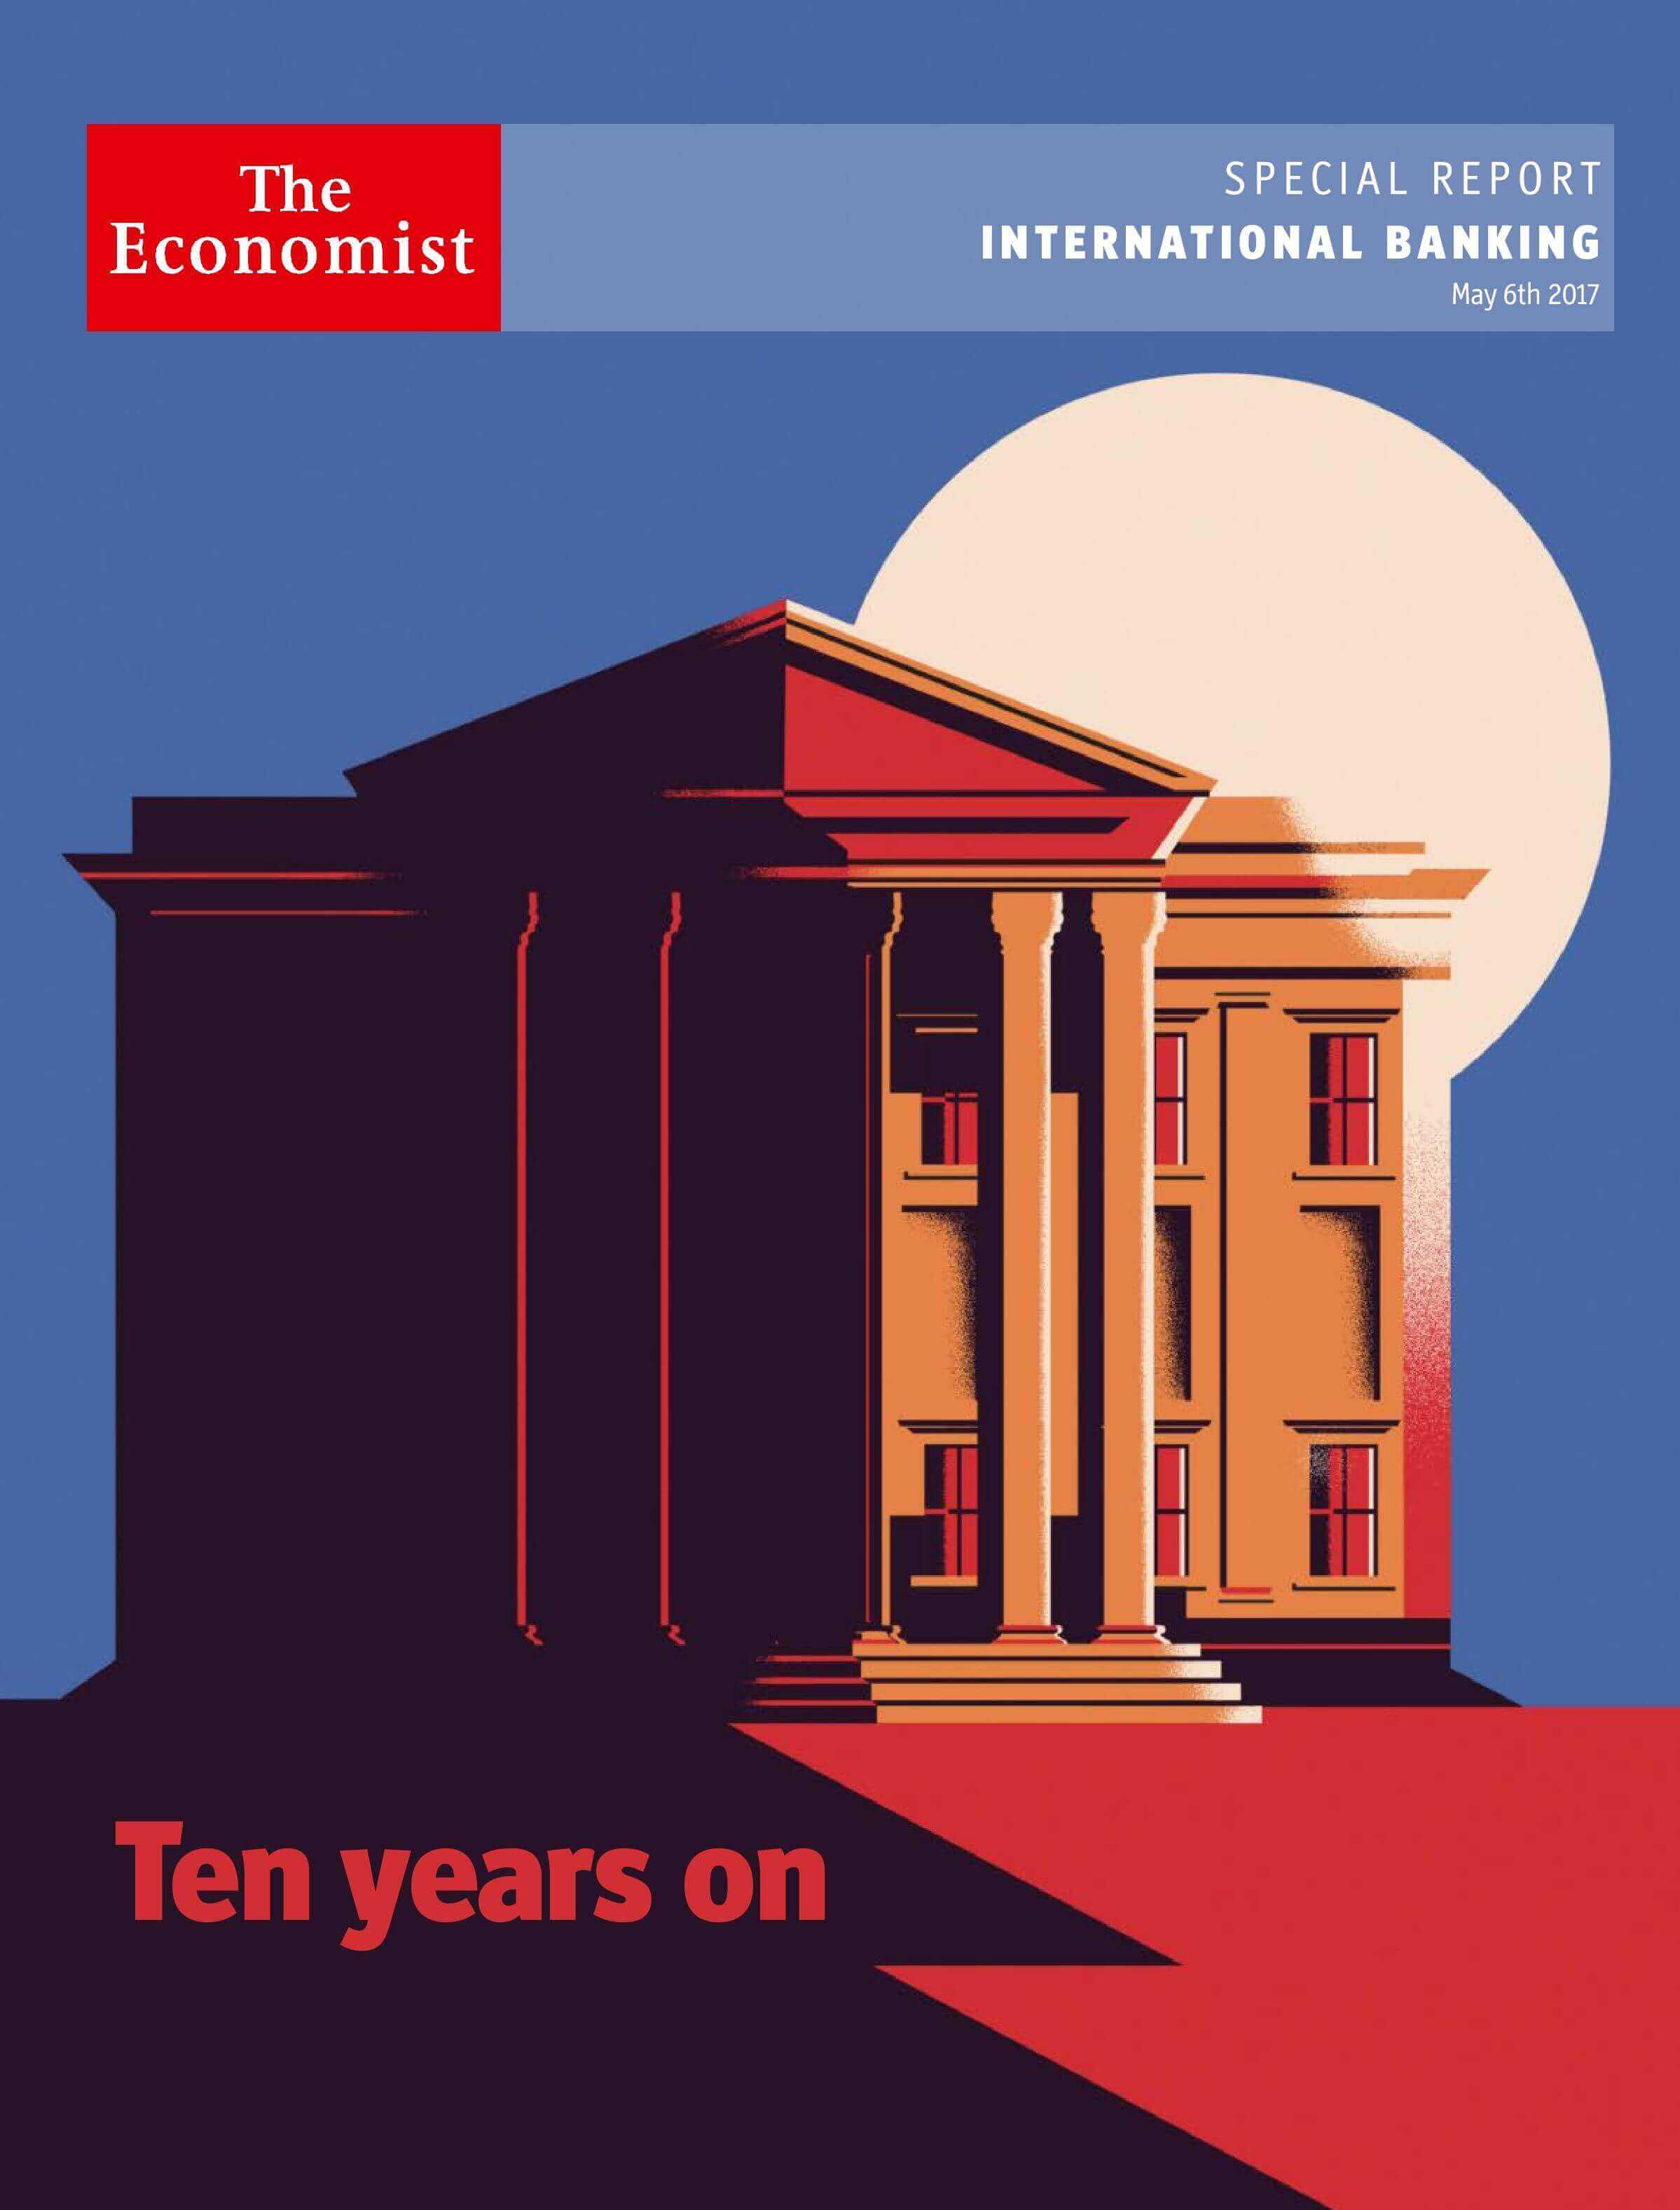 The
Economist
SPECIAL REPORT
INTERNATIONAL BANKING
May 6th 2017
Ten years on